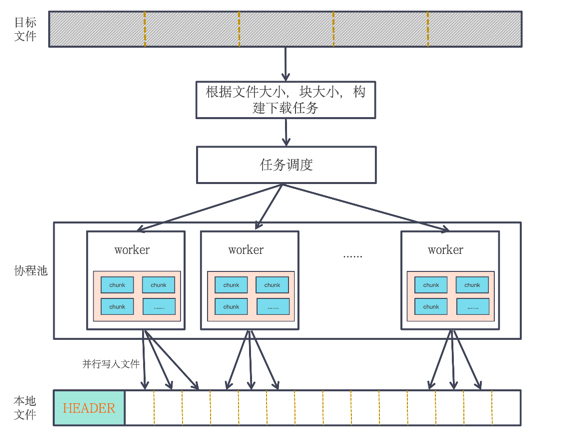 目标
文件
根据文件大小，块大小，构
建下载任务
任务调度
协程池
worker
worker
......
worker
chunk
chunk
chunk
......
chunk
chunk
chunk
......
chunk
chunk
chunk
......
并行写入文件
本地
文件
HEADER